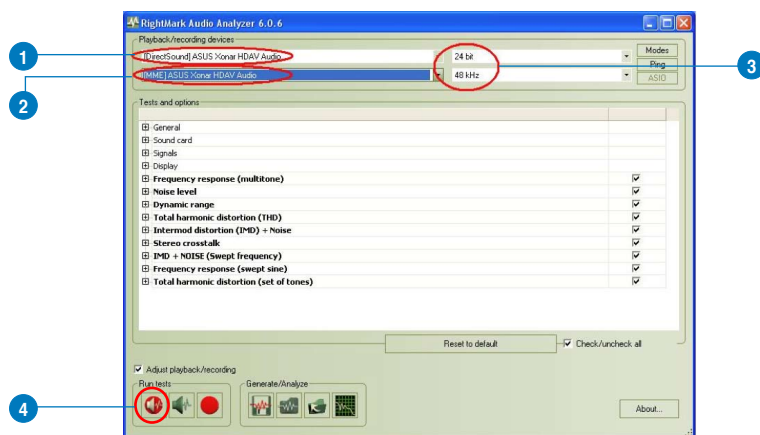 RightMark Audio Analyzer 6.0.6
Playback/recording devices
1
[DirectSound] ASUS Xonar HDAV Audio
24 bit
Modes
Ping
3
2
[MME] ASUS Xonar HDAV Audio
48 kHz
ASIO
Tests and options
General
Sound card
Signals
Display
Frequency response (multitone)
Noise level
Dynamic range
Total harmonic distortion (THD)
Intermod distortion (IMD) + Noise
Stereo crosstalk
IMD + NOISE (Swept frequency)
Frequency response (swept sine)
Total harmonic distortion (set of tones)
Reset to default
Check/uncheck all
Adjust playback/recording
Run tests
Generate/Analyze
4
About...